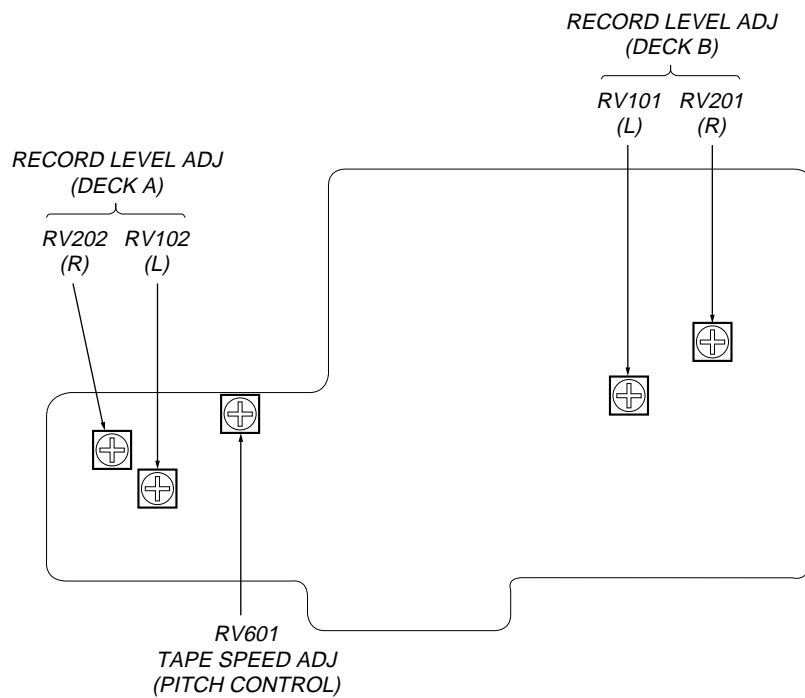 RECORD LEVEL ADJ
(DECK B)
RV101 RV201
(L) (R)
RECORD LEVEL ADJ
(DECK A)
RV202 RV102
(R) (L)
RV601
TAPE SPEED ADJ
(PITCH CONTROL)